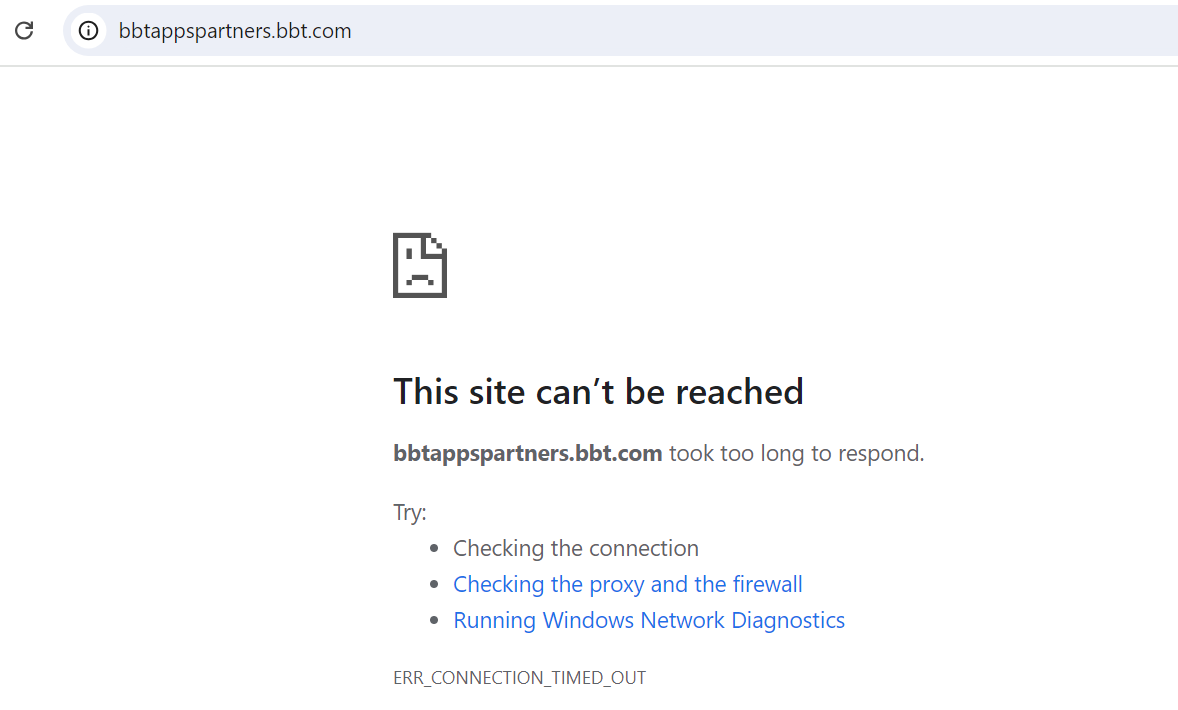 bbtappspartners.bbt.com
This site can’t be reached
bbtappspartners.bbt.com took too long to respond.
Try:
• Checking the connection
• Checking the proxy and the firewall
• Running Windows Network Diagnostics
ERR_CONNECTION_TIMED_OUT